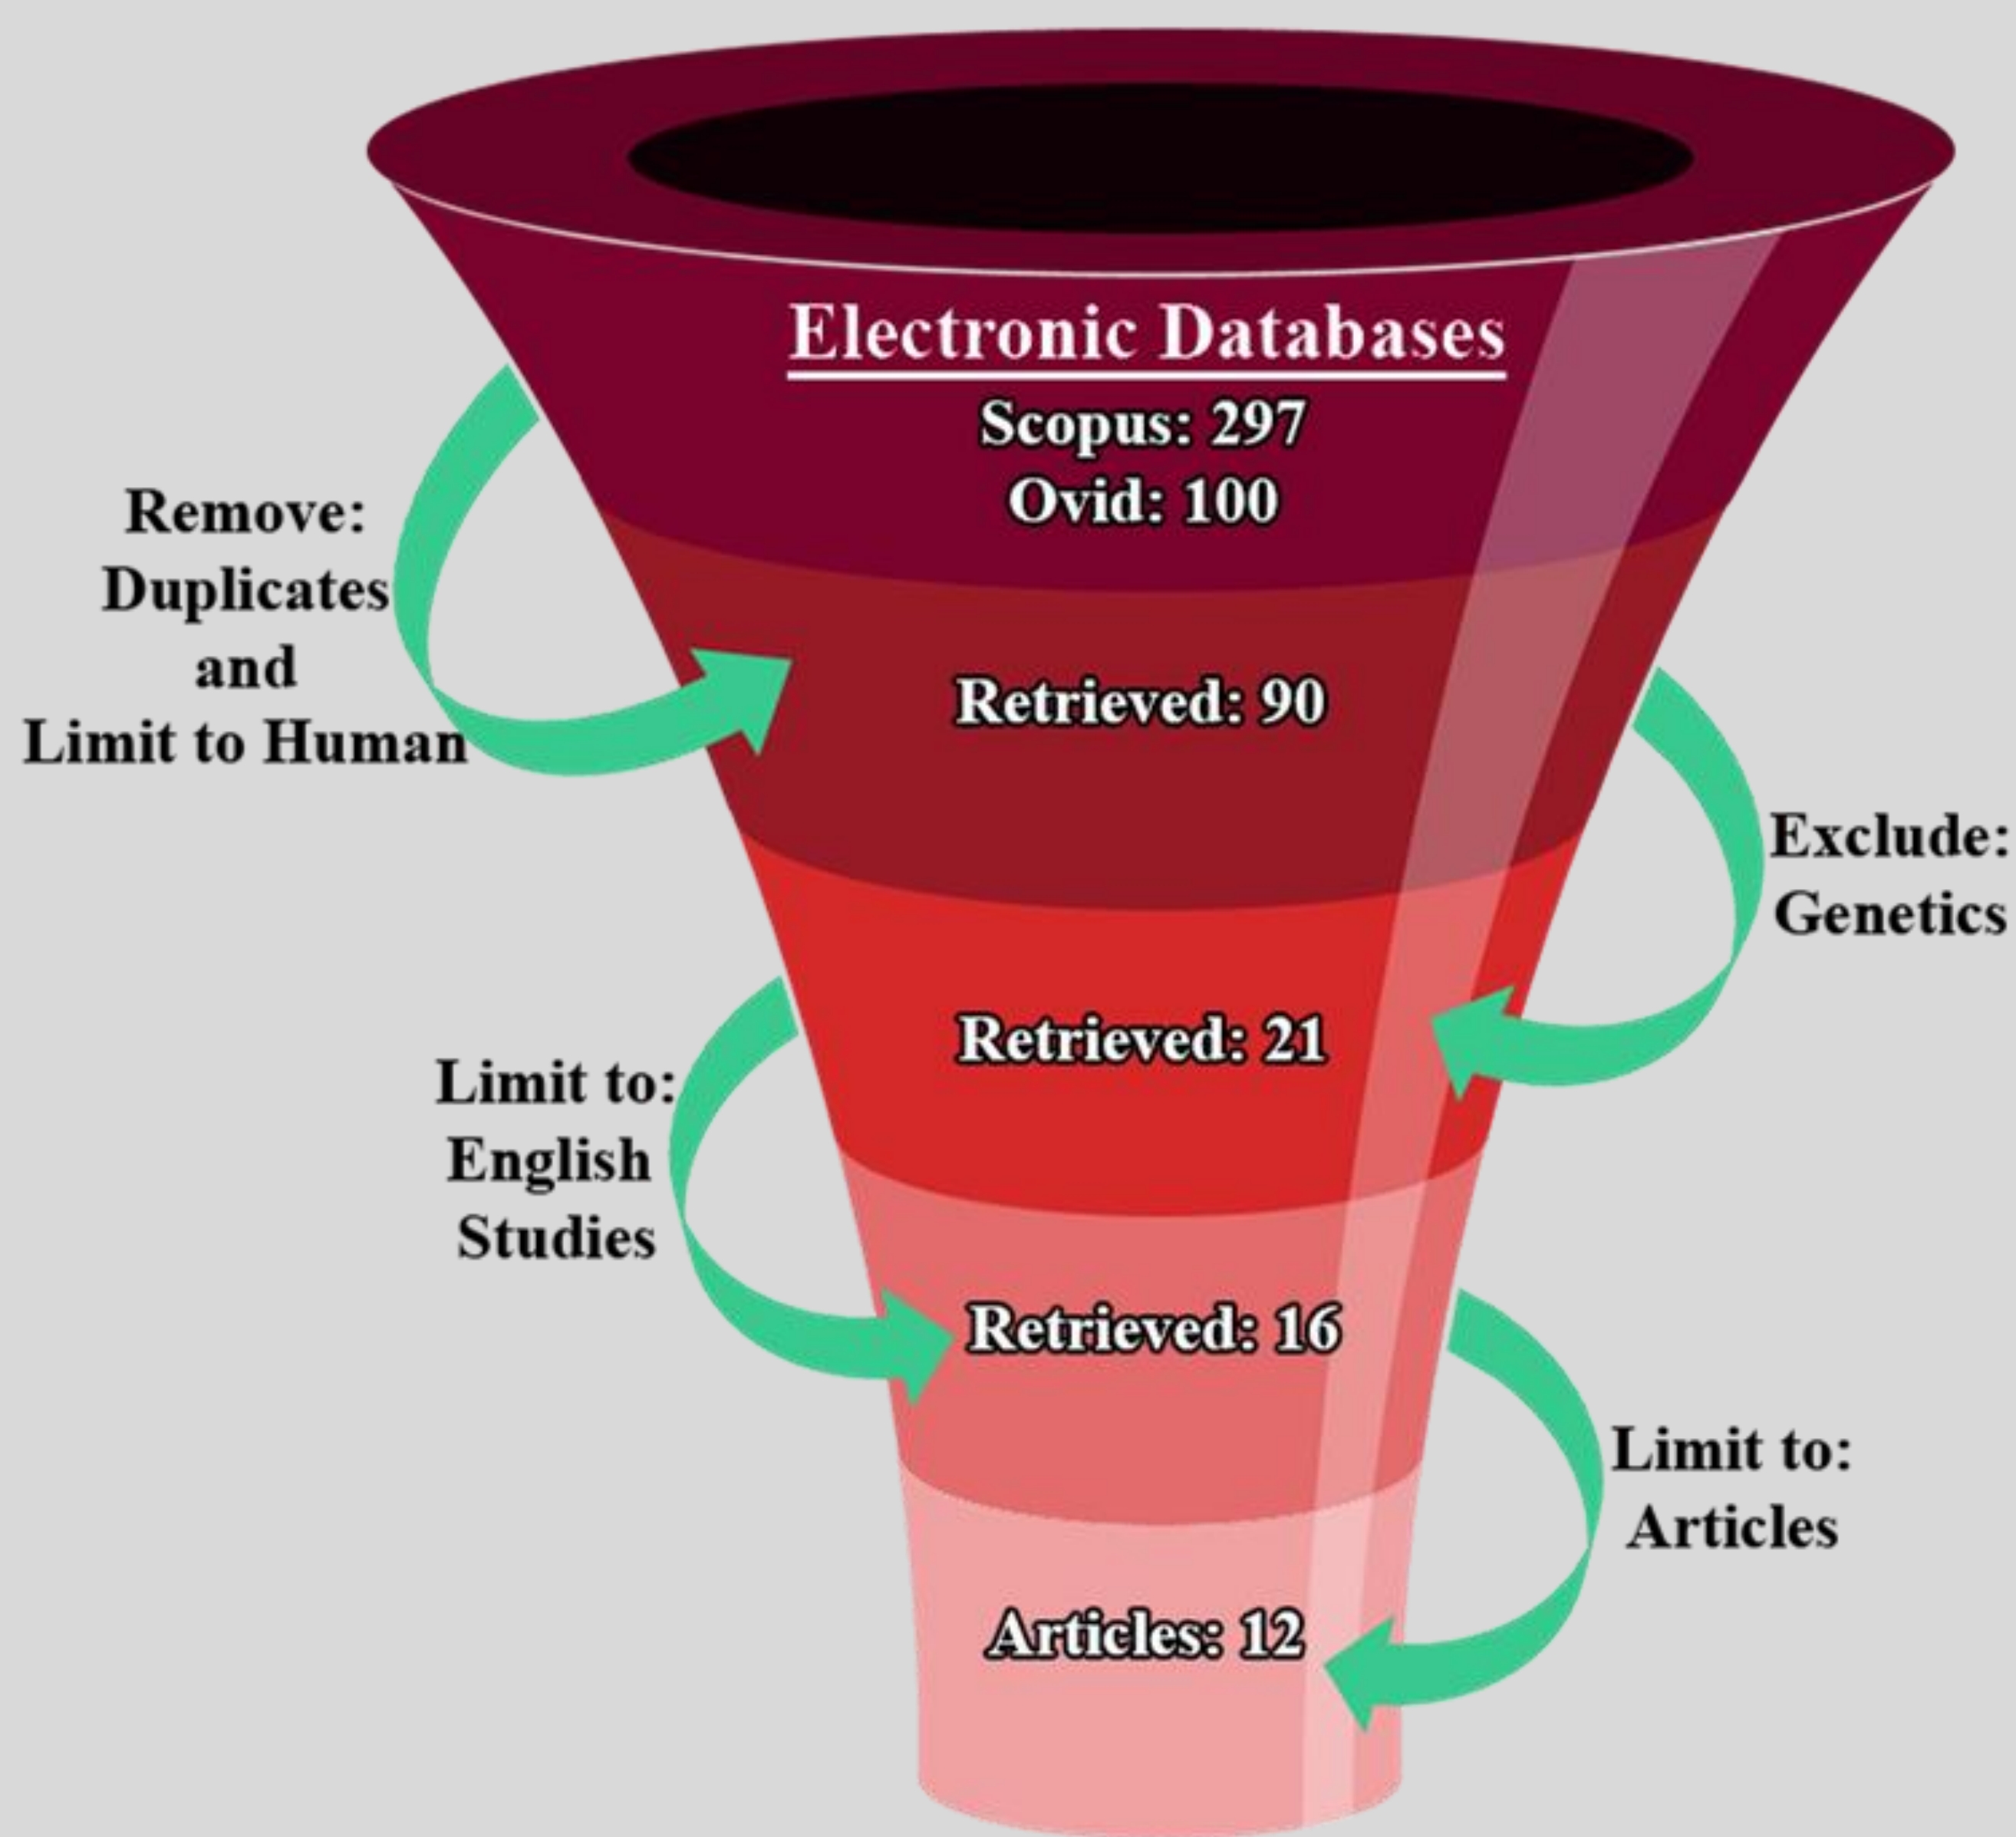 Electronic Databases
Scopus: 297
Ovid: 100
Remove:
Duplicates
and
Limit to Human
Retrieved: 90
Exclude:
Genetics
Retrieved: 21
Limit to:
English
Studies
Retrieved: 16
Limit to:
Articles
Articles: 12